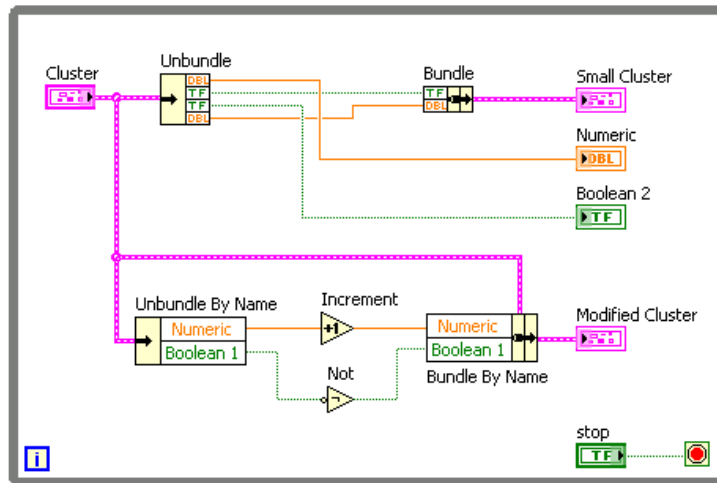 Cluster
Unbundle
DBL
TF
TF
DBL
Bundle
TF
DBL
Small Cluster
Numeric
DBL
Boolean 2
TF
Unbundle By Name
Numeric
Boolean 1
Increment
+1
Not
Numeric
Boolean 1
Bundle By Name
Modified Cluster
stop
TF
i